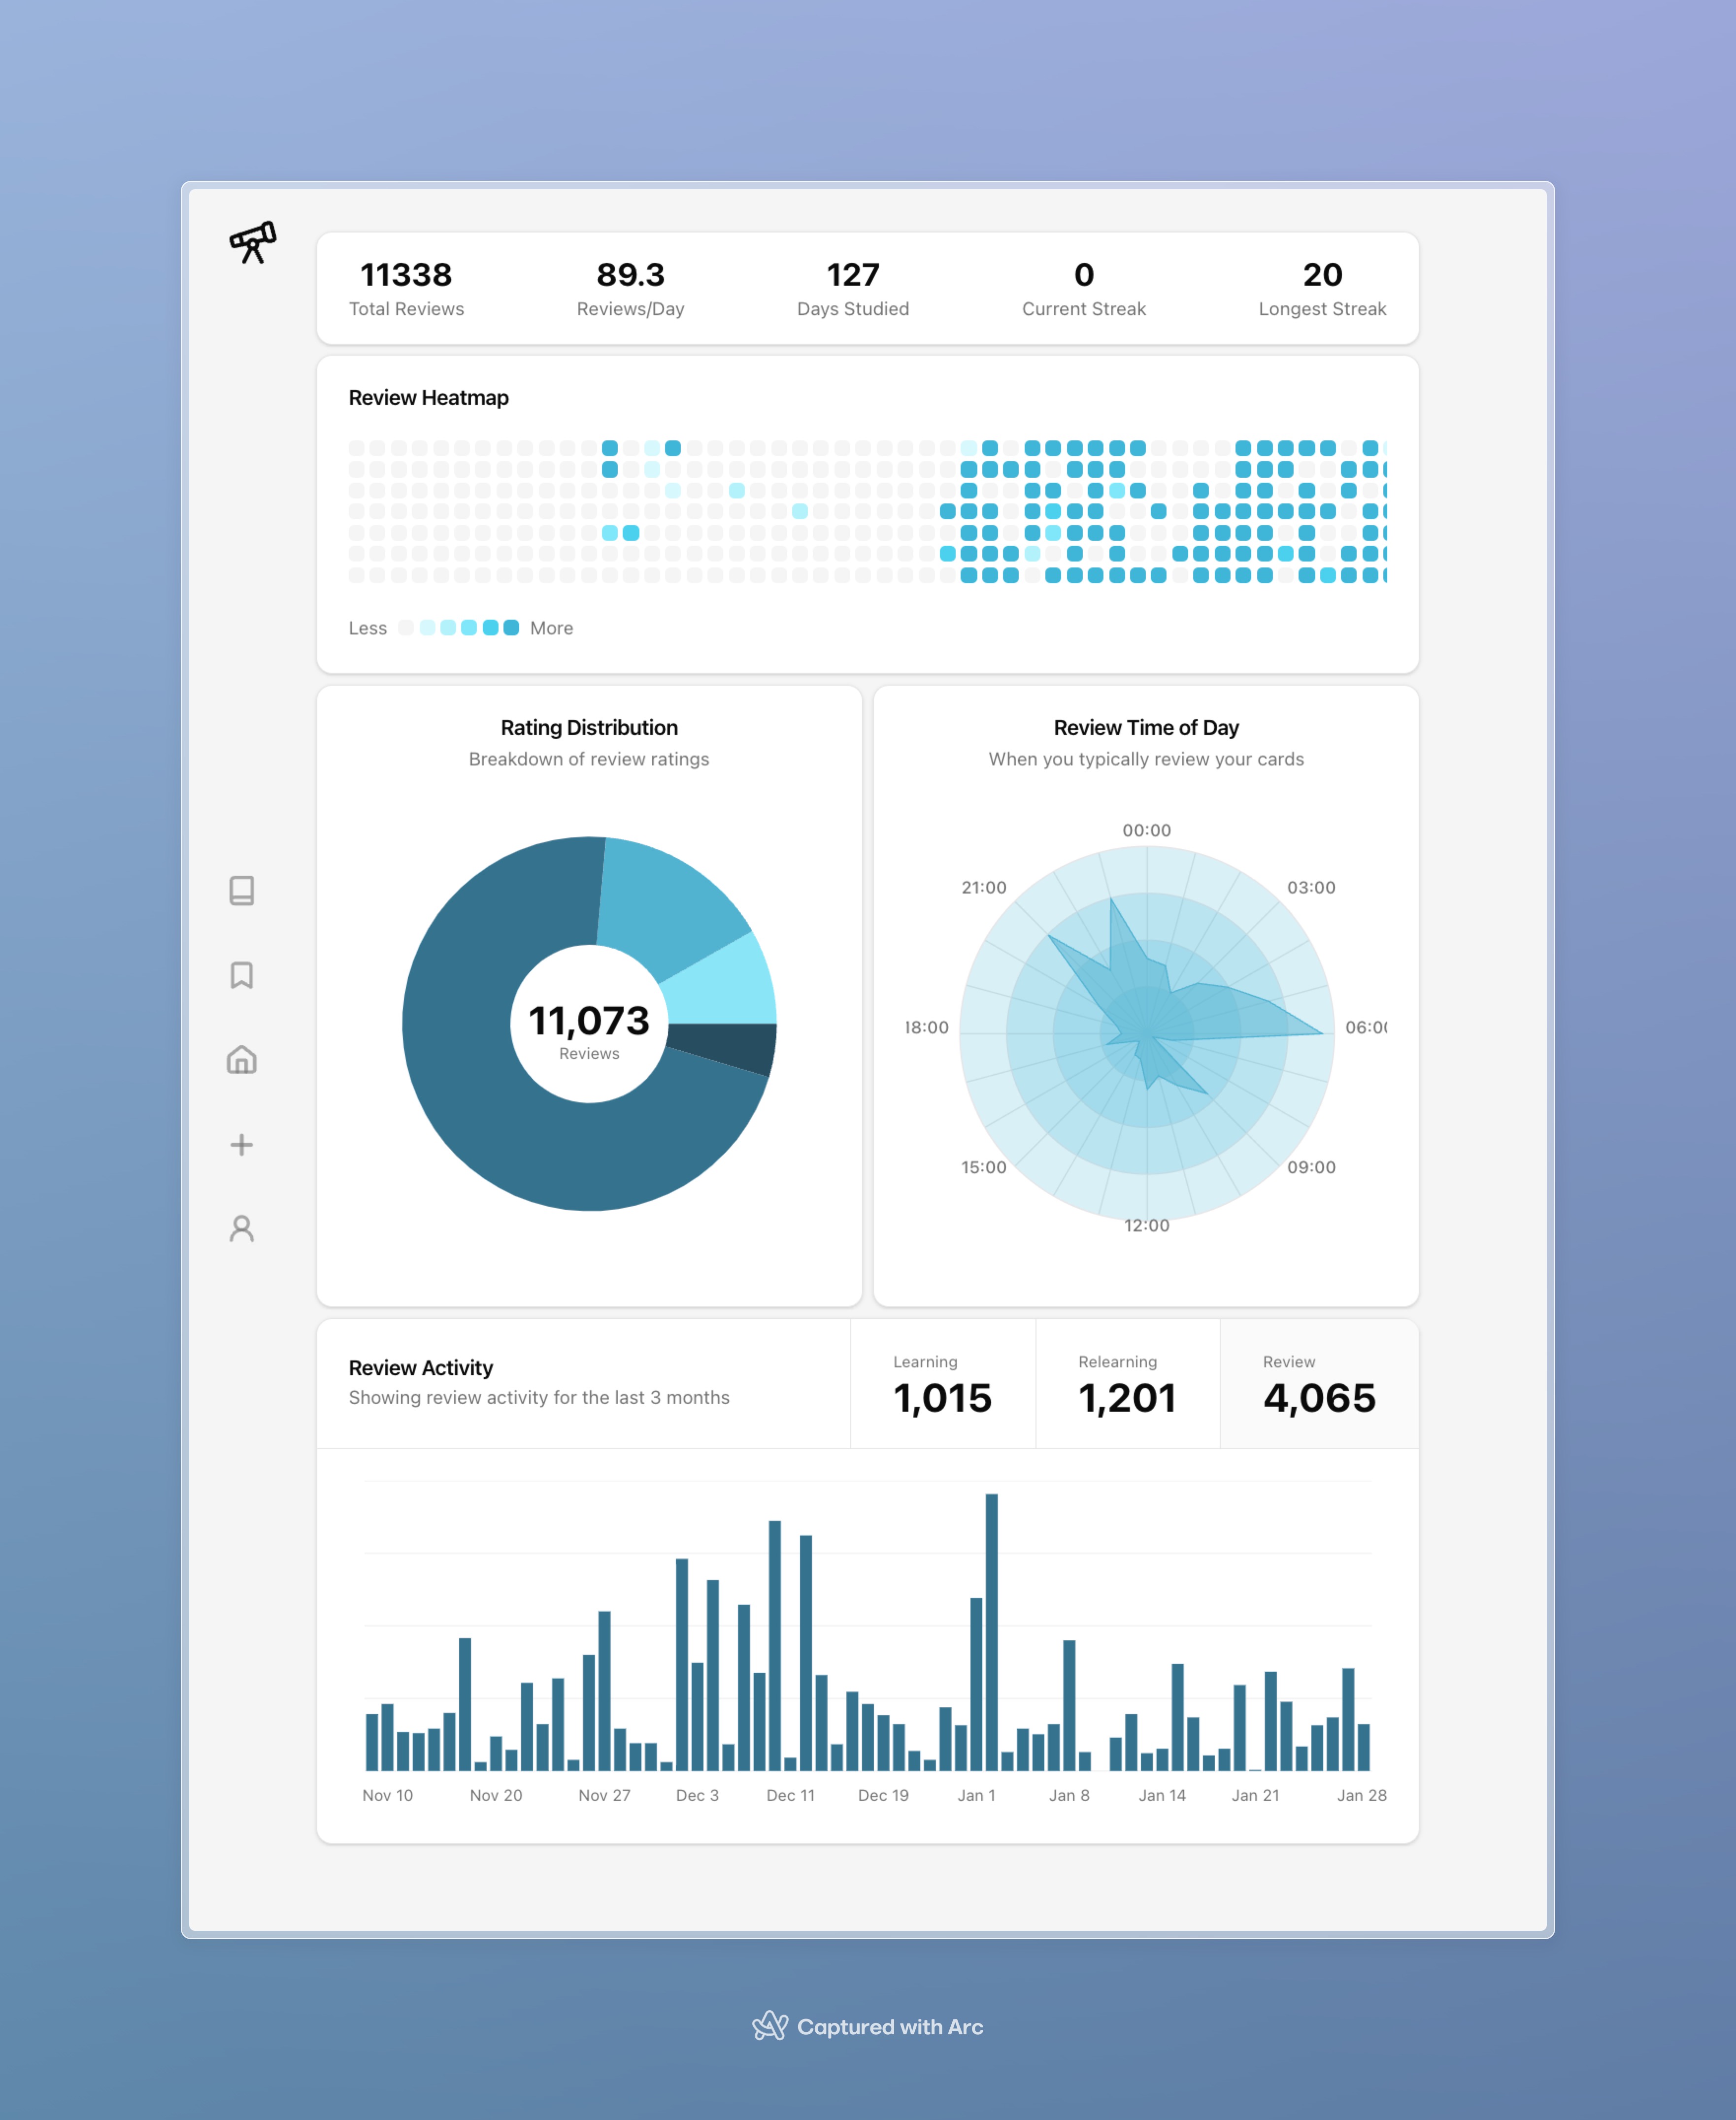 11338
Total Reviews
89.3
Reviews/Day
127
Days Studied
0
Current Streak
20
Longest Streak
Review Heatmap
Less
More
Rating Distribution
Breakdown of review ratings
11,073
Reviews
Review Time of Day
When you typically review your cards
00:00
03:00
06:0
09:00
12:00
15:00
18:00
21:00
Review Activity
Showing review activity for the last 3 months
Learning
1,015
Relearning
1,201
Review
4,065
Nov 10
Nov 20
Nov 27
Dec 3
Dec 11
Dec 19
Jan 1
Jan 8
Jan 14
Jan 21
Jan 28
Captured with Arc